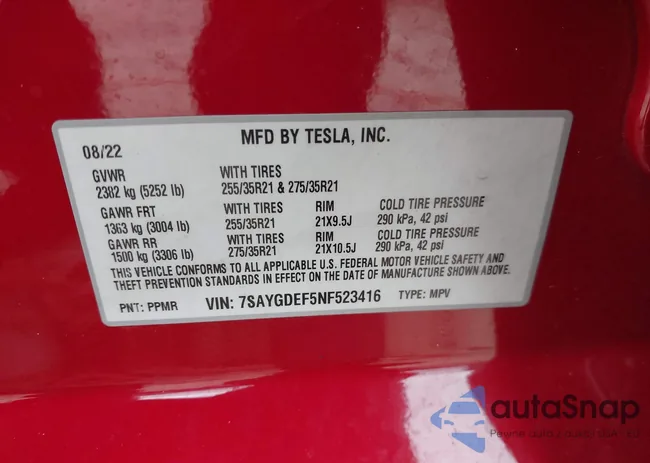 MFD BY TESLA, INC.
08/22
GVWR WITH TIRES
2382 kg (5252 lb) 255/35R21 & 275/35R21
GAWR FRT WITH TIRES RIM COLD TIRE PRESSURE
1363 kg (3004 lb) 255/35R21 21X9.5J 290 kPa, 42 psi
GAWR RR WITH TIRES RIM COLD TIRE PRESSURE
1500 kg (3306 lb) 275/35R21 21X10.5J 290 kPa, 42 psi
THIS VEHICLE CONFORMS TO ALL APPLICABLE U.S. FEDERAL MOTOR VEHICLE SAFETY AND
THEFT PREVENTION STANDARDS IN EFFECT ON THE DATE OF MANUFACTURE SHOWN ABOVE.
PNT: PPMR VIN: 7SAYGDEF5NF523416 TYPE: MPV
autaSnap
Pewne auta z